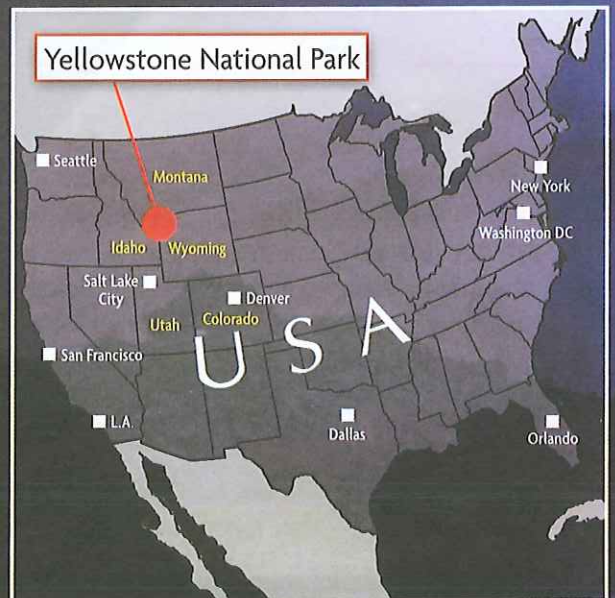 Yellowstone National Park
Seattle
Montana
New York
Washington DC
Idaho
Wyoming
Salt Lake
City
Denver
Utah
Colorado
USA
San Francisco
L.A.
Dallas
Orlando